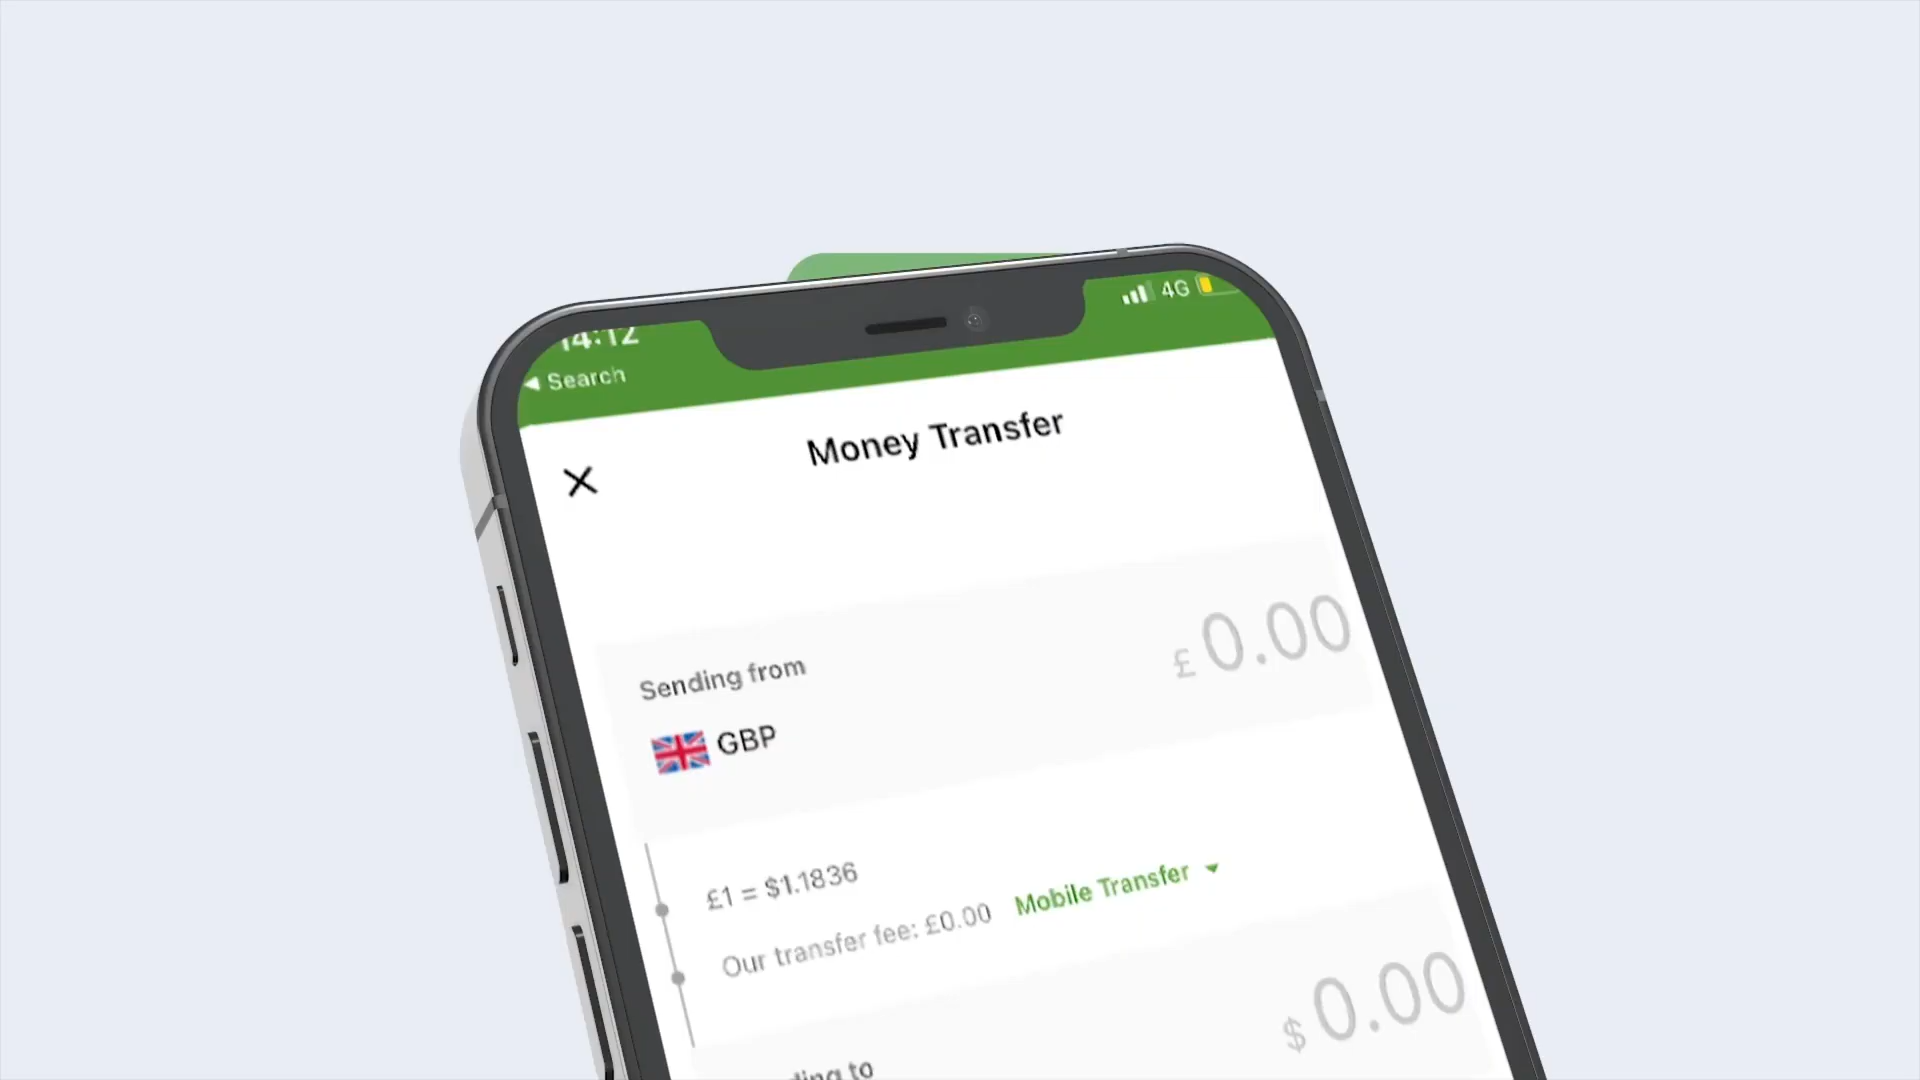 14:12
4G
Search
Money Transfer
Sending from
£0.00
GBP
£1 = $1.1836
Our transfer fee: £0.00 Mobile Transfer
$0.00
to